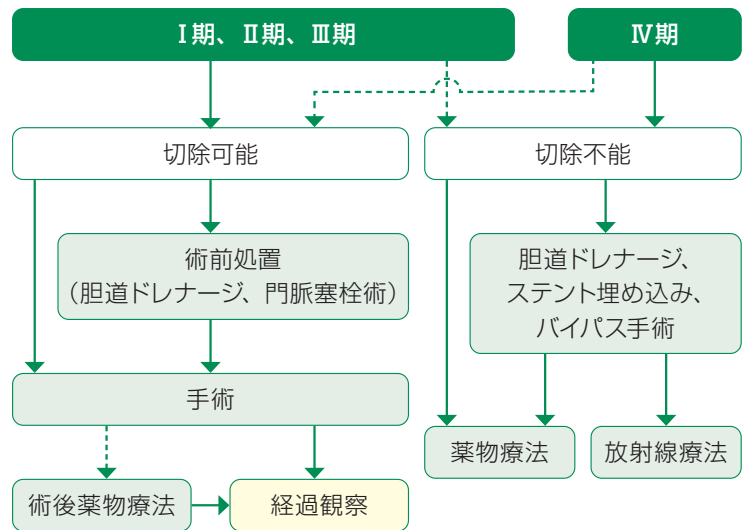 Ⅰ期、Ⅱ期、Ⅲ期
Ⅳ期
切除可能
切除不能
術前処置
（胆道ドレナージ、門脈塞栓術）
胆道ドレナージ、
ステント埋め込み、
バイパス手術
手術
薬物療法
放射線療法
術後薬物療法
経過観察